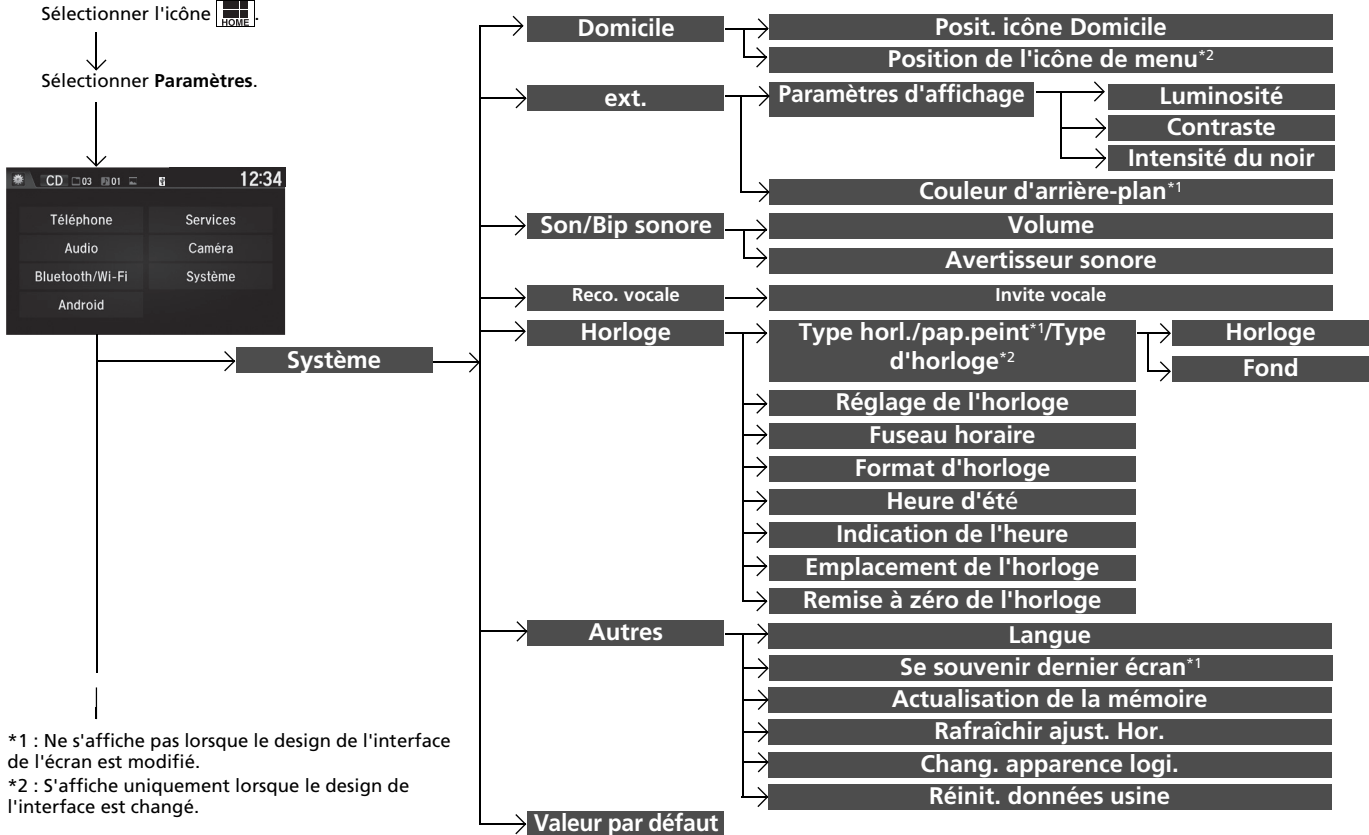 Sélectionner l'icône HOME.
Sélectionner Paramètres.
CD 03 01 12:34
Téléphone Services
Audio Caméra
Bluetooth/Wi-Fi Système
Android
Système
Domicile
Posit. icône Domicile
Position de l'icône de menu*2
ext.
Paramètres d'affichage
Luminosité
Contraste
Intensité du noir
Couleur d'arrière-plan*1
Son/Bip sonore
Volume
Avertisseur sonore
Reco. vocale
Invite vocale
Horloge
Type horl./pap.peint*1/Type
d'horloge*2
Horloge
Fond
Réglage de l'horloge
Fuseau horaire
Format d'horloge
Heure d'été
Indication de l'heure
Emplacement de l'horloge
Remise à zéro de l'horloge
Autres
Langue
Se souvenir dernier écran*1
Actualisation de la mémoire
Rafraîchir ajust. Hor.
Chang. apparence logi.
Réinit. données usine
Valeur par défaut
*1 : Ne s'affiche pas lorsque le design de l'interface
de l'écran est modifié.
*2 : S'affiche uniquement lorsque le design de
l'interface est changé.